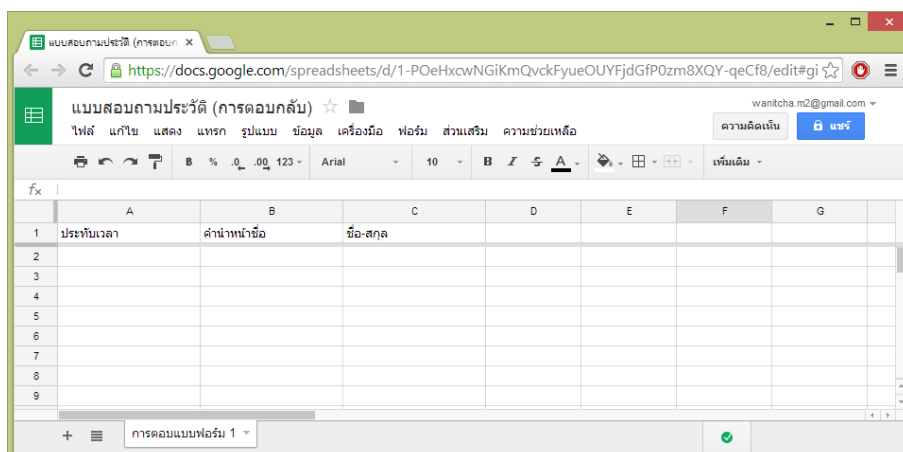 แบบสอบถามประวัติ (การตอบก
https://docs.google.com/spreadsheets/d/1-POeHxcwNGiKmQvckFyueOUYFjdGfP0zm8XQY-qeCf8/edit#gi
แบบสอบถามประวัติ (การตอบกลับ)
wanitcha.m2@gmail.com
ไฟล์ แก้ไข แสดง แทรก รูปแบบ ข้อมูล เครื่องมือ ฟอร์ม ส่วนเสริม ความช่วยเหลือ
ความคิดเห็น แชร์
B % .0 .00 123 Arial 10 B I S A เพิ่มเติม
fx
A B C D E F G
1 ประทับเวลา คำนำหน้าชื่อ ชื่อ-สกุล
2
3
4
5
6
7
8
9
+ การตอบแบบฟอร์ม 1